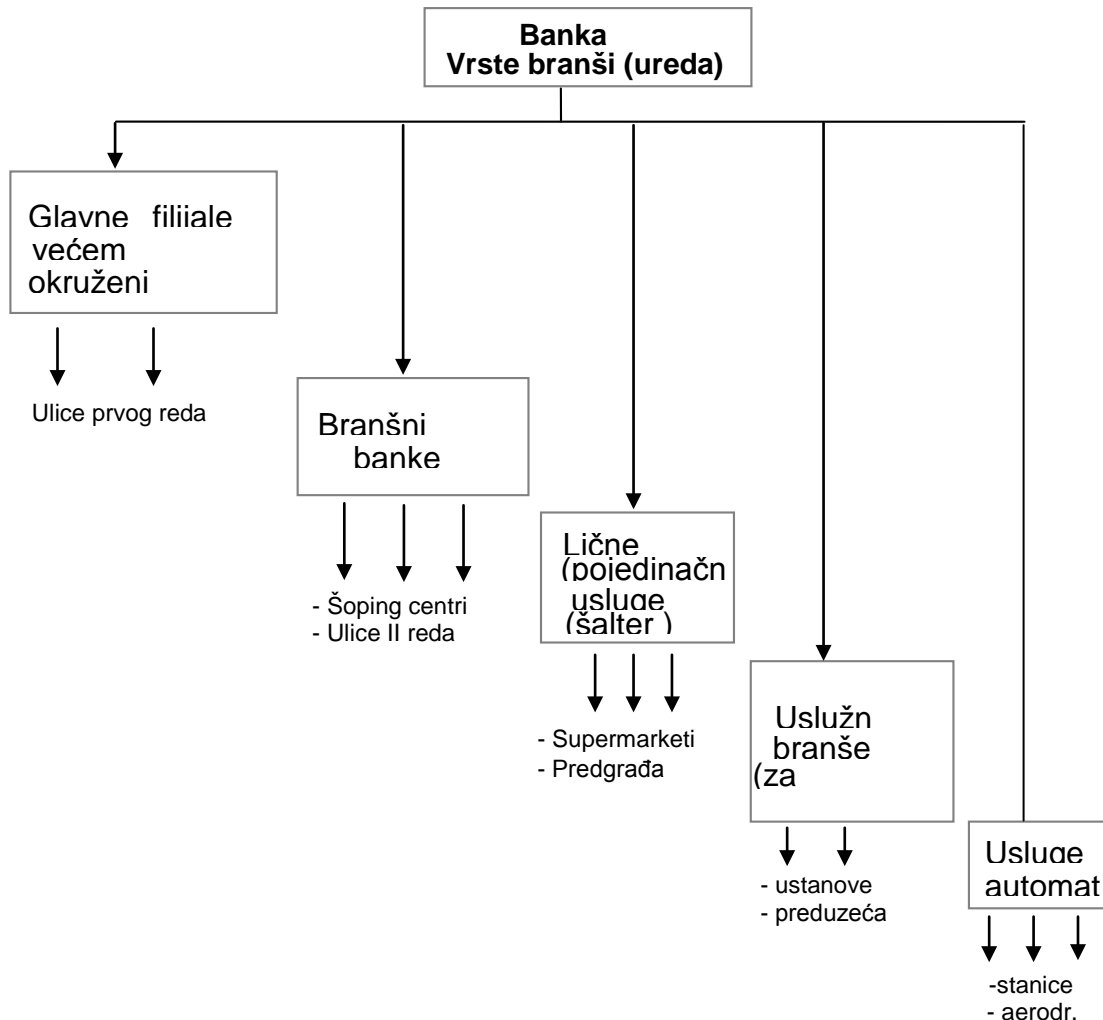 Banka
Vrste branši (ureda)
Glavne filijale
većem
okruženi
Ulice prvog reda
Branšni
banke
- Šoping centri
- Ulice II reda
Lične
(pojedinačn
usluge
(šalter )
- Supermarketi
- Predgrađa
Uslužn
branše
(za
- ustanove
- preduzeća
Usluge
automat
-stanice
- aerodr.